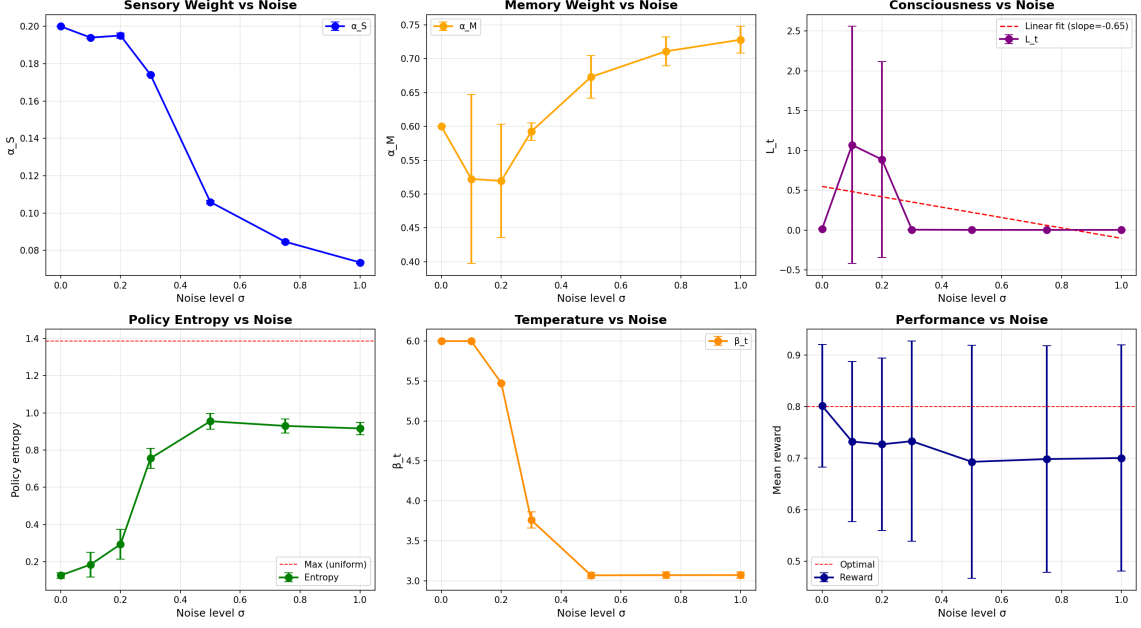 Sensory Weight vs Noise
α_S
0.20
0.18
0.16
0.14
0.12
0.10
0.08
α_S
0.0
0.2
0.4
0.6
0.8
1.0
Noise level σ
Memory Weight vs Noise
α_M
0.75
0.70
0.65
0.60
0.55
0.50
0.45
0.40
α_M
0.0
0.2
0.4
0.6
0.8
1.0
Noise level σ
Consciousness vs Noise
Linear fit (slope=-0.65)
L_t
2.5
2.0
1.5
1.0
0.5
0.0
−0.5
L_t
0.0
0.2
0.4
0.6
0.8
1.0
Noise level σ
Policy Entropy vs Noise
1.4
1.2
1.0
0.8
0.6
0.4
0.2
Policy entropy
Max (uniform)
Entropy
0.0
0.2
0.4
0.6
0.8
1.0
Noise level σ
Temperature vs Noise
β_t
6.0
5.5
5.0
4.5
4.0
3.5
3.0
β_t
0.0
0.2
0.4
0.6
0.8
1.0
Noise level σ
Performance vs Noise
0.9
0.8
0.7
0.6
0.5
Mean reward
Optimal
Reward
0.0
0.2
0.4
0.6
0.8
1.0
Noise level σ